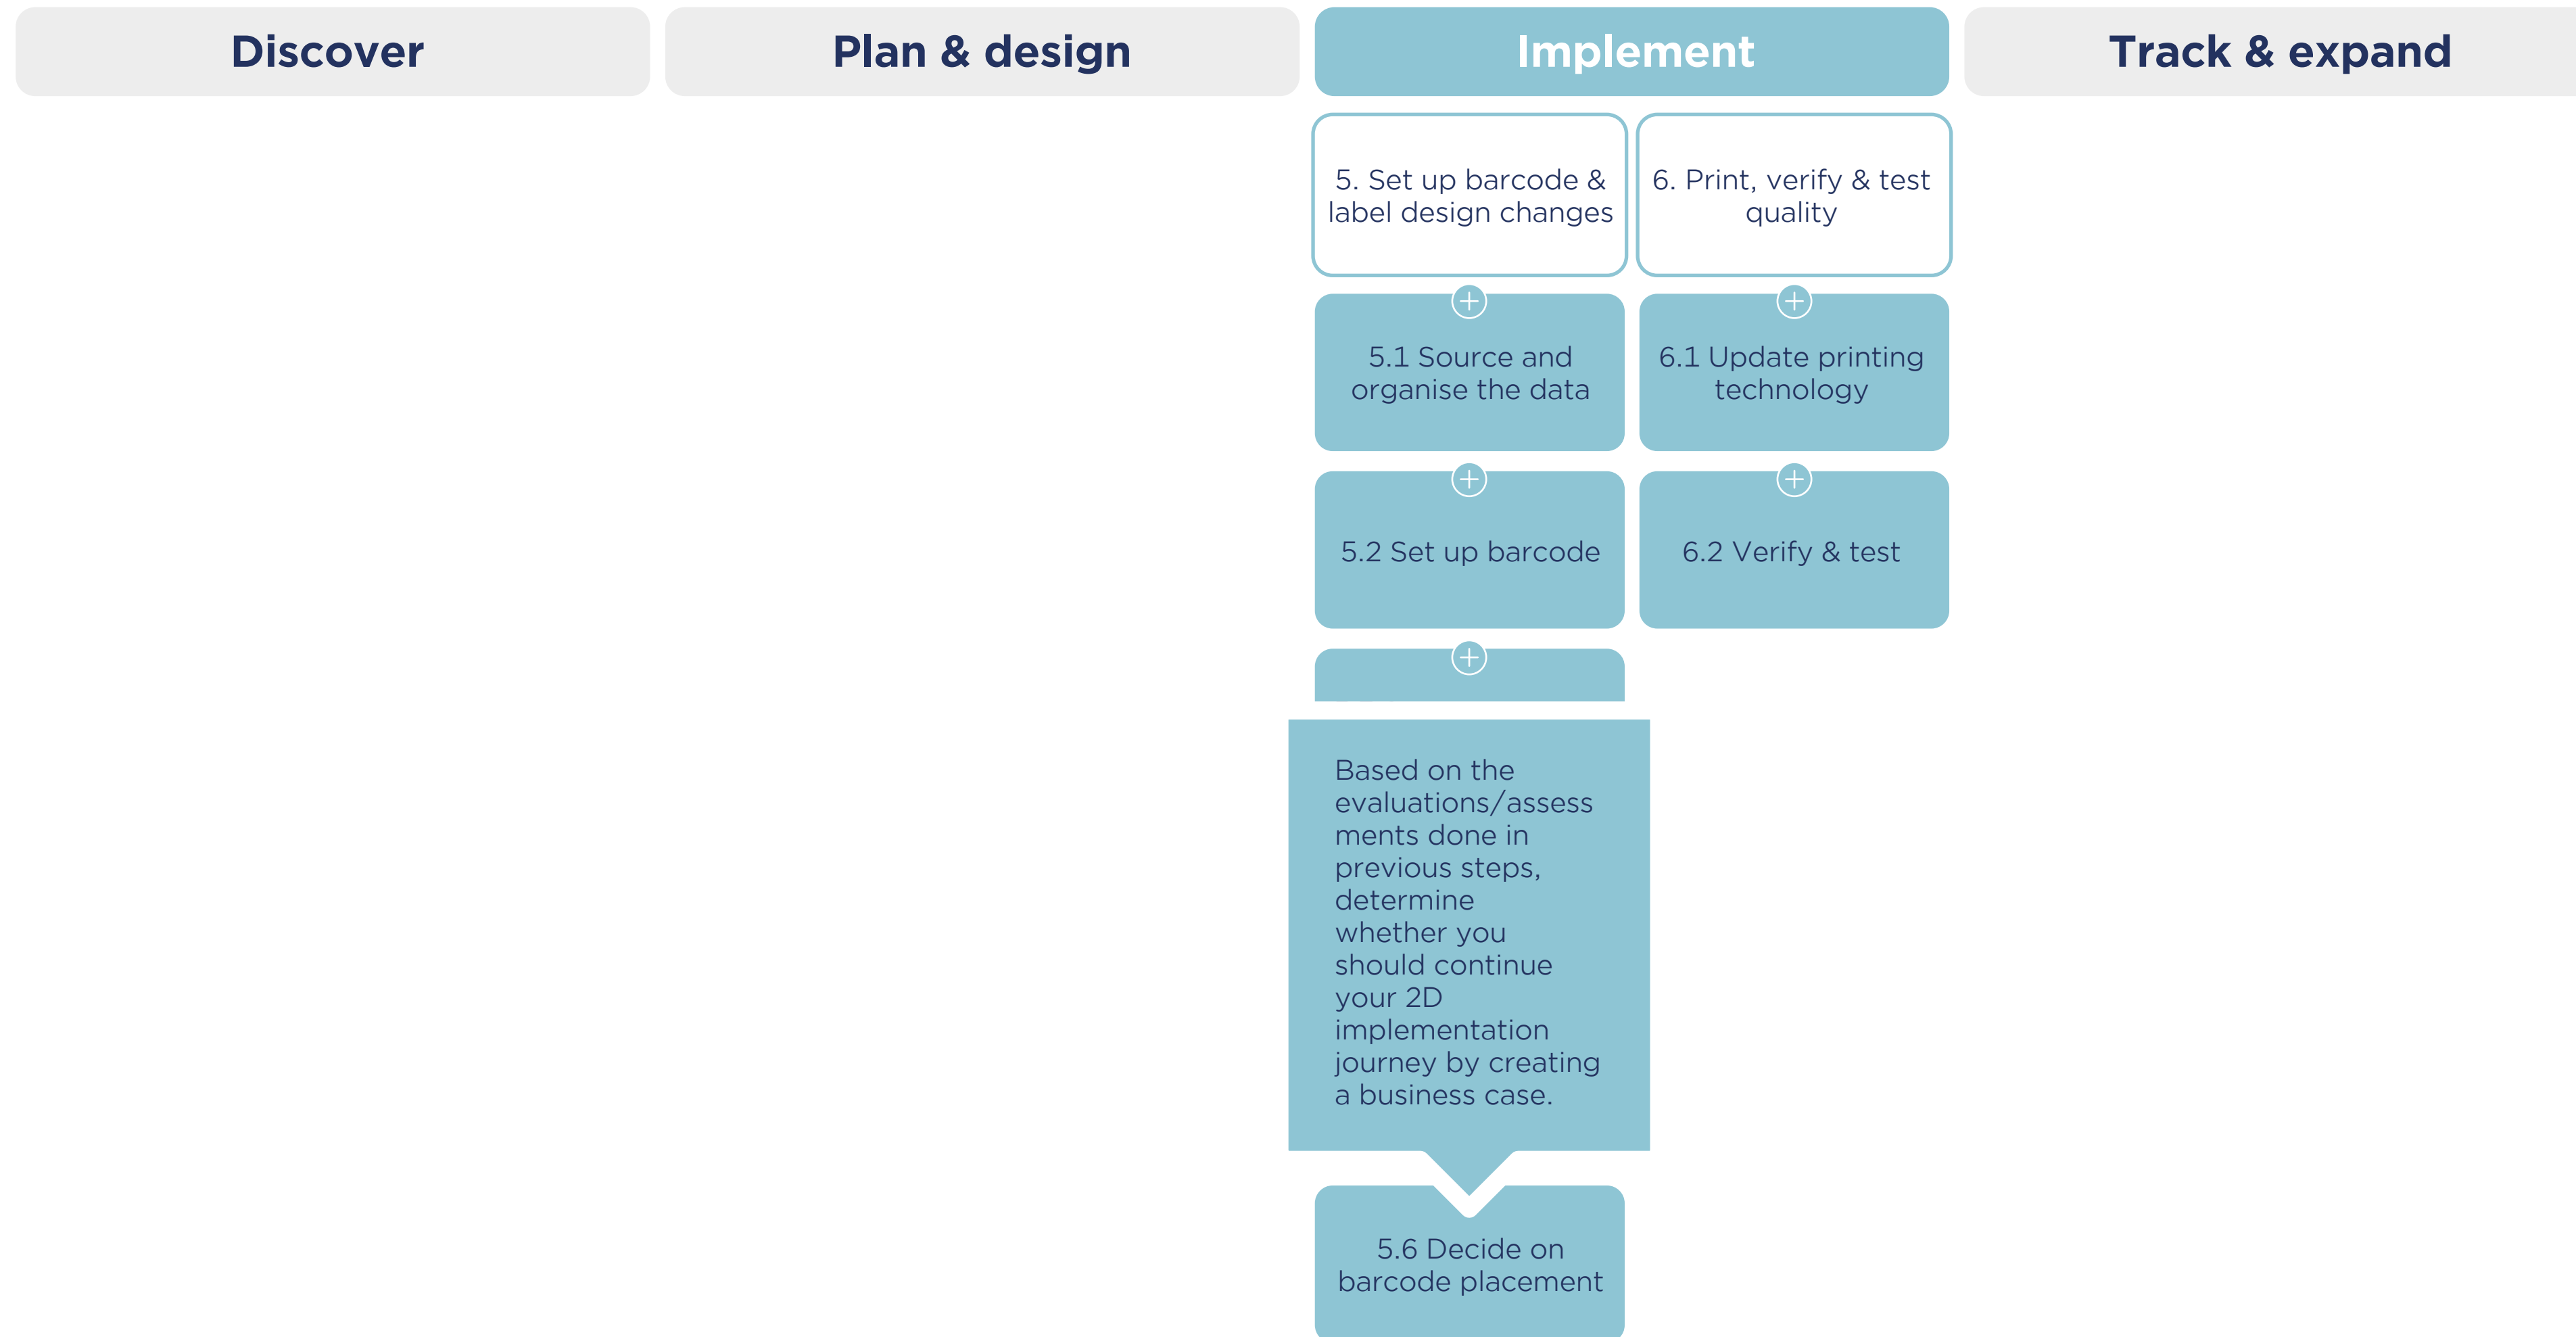 Discover
Plan & design
Implement
Track & expand
5. Set up barcode &
label design changes
6. Print, verify & test
quality
5.1 Source and
organise the data
6.1 Update printing
technology
5.2 Set up barcode
6.2 Verify & test
Based on the
evaluations/assess
ments done in
previous steps,
determine
whether you
should continue
your 2D
implementation
journey by creating
a business case.
5.6 Decide on
barcode placement